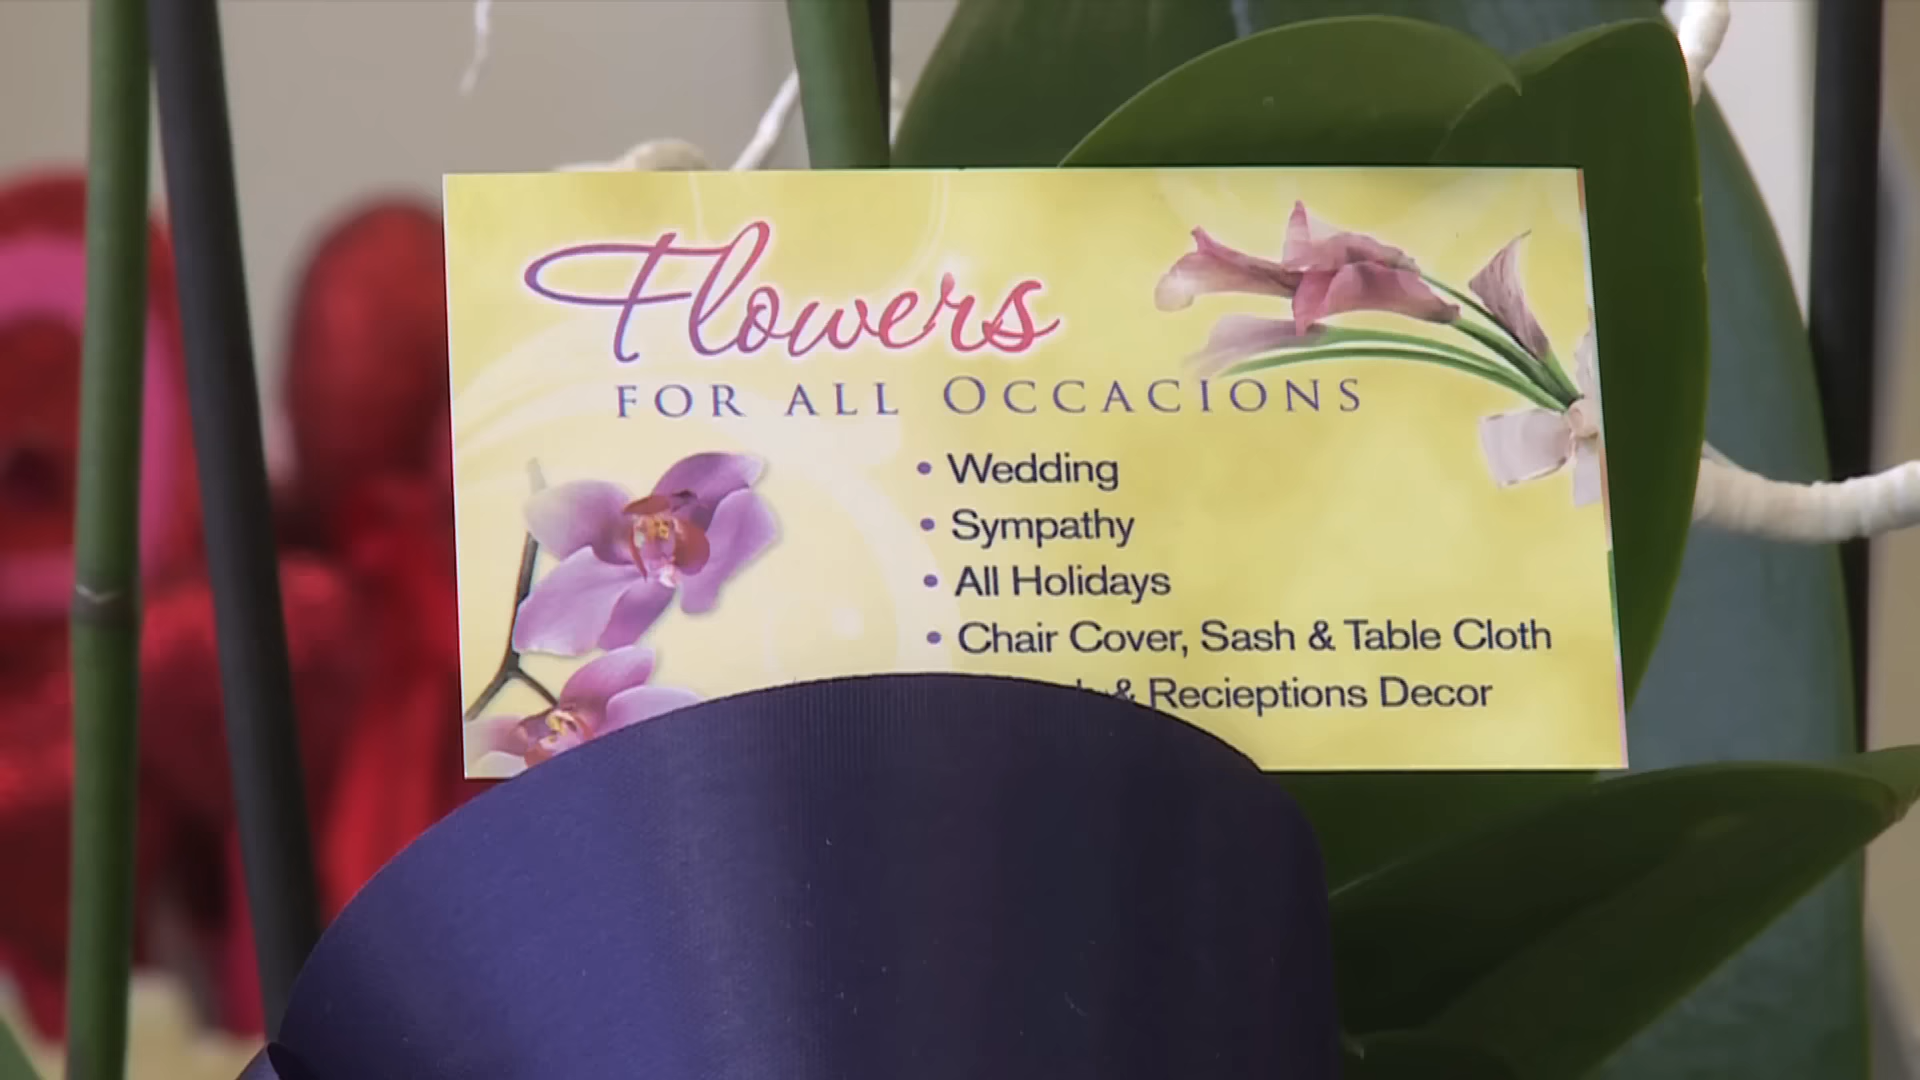 Flowers
FOR ALL OCCACIONS
• Wedding
• Sympathy
• All Holidays
• Chair Cover, Sash & Table Cloth
& Recieptions Decor